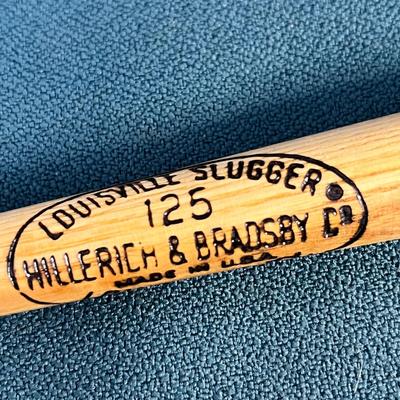 LOUISVILLE SLUGGER
125
HILLERICH & BRADSBY Co
MADE IN U.S.A.